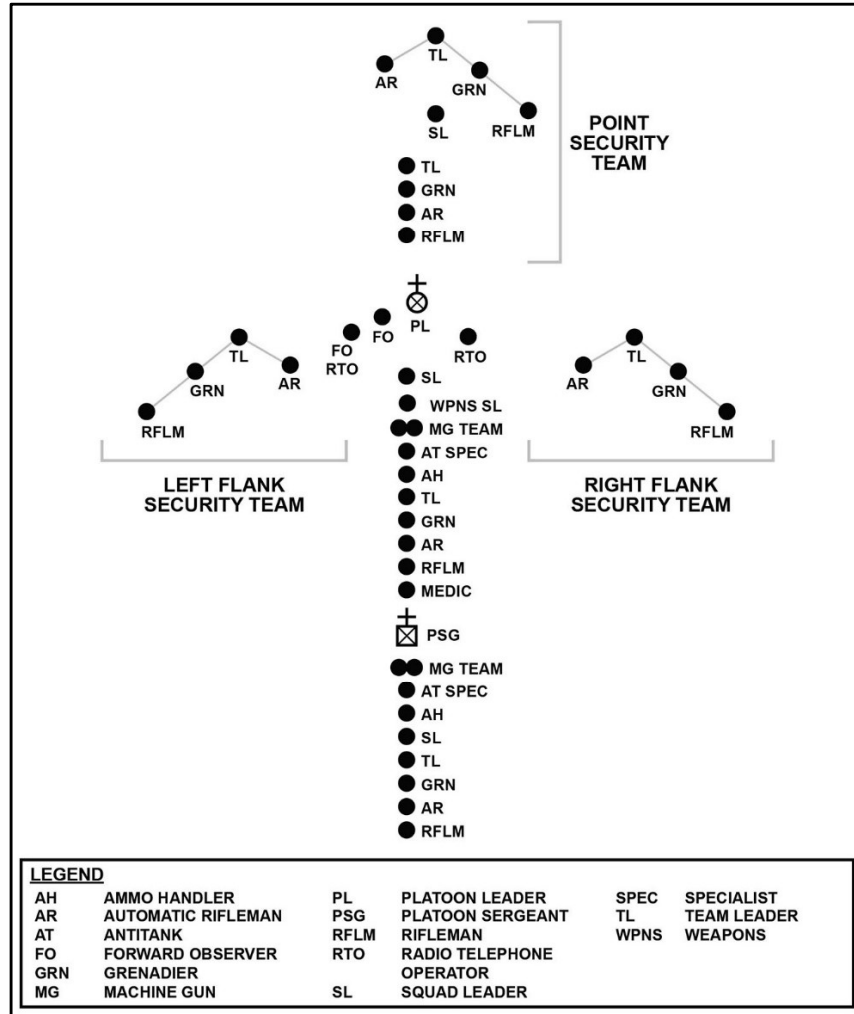 TL
AR
GRN
SL
RFLM
POINT
SECURITY
TEAM
TL
GRN
AR
RFLM
PL
FO
FO
RTO
RTO
TL
GRN
AR
RFLM
LEFT FLANK
SECURITY TEAM
TL
AR
GRN
RFLM
RIGHT FLANK
SECURITY TEAM
SL
WPNS SL
MG TEAM
AT SPEC
AH
TL
GRN
AR
RFLM
MEDIC
PSG
MG TEAM
AT SPEC
AH
SL
TL
GRN
AR
RFLM
LEGEND
AH AMMO HANDLER
AR AUTOMATIC RIFLEMAN
AT ANTITANK
FO FORWARD OBSERVER
GRN GRENADIER
MG MACHINE GUN
PL PLATOON LEADER
PSG PLATOON SERGEANT
RFLM RIFLEMAN
RTO RADIO TELEPHONE
OPERATOR
SL SQUAD LEADER
SPEC SPECIALIST
TL TEAM LEADER
WPNS WEAPONS